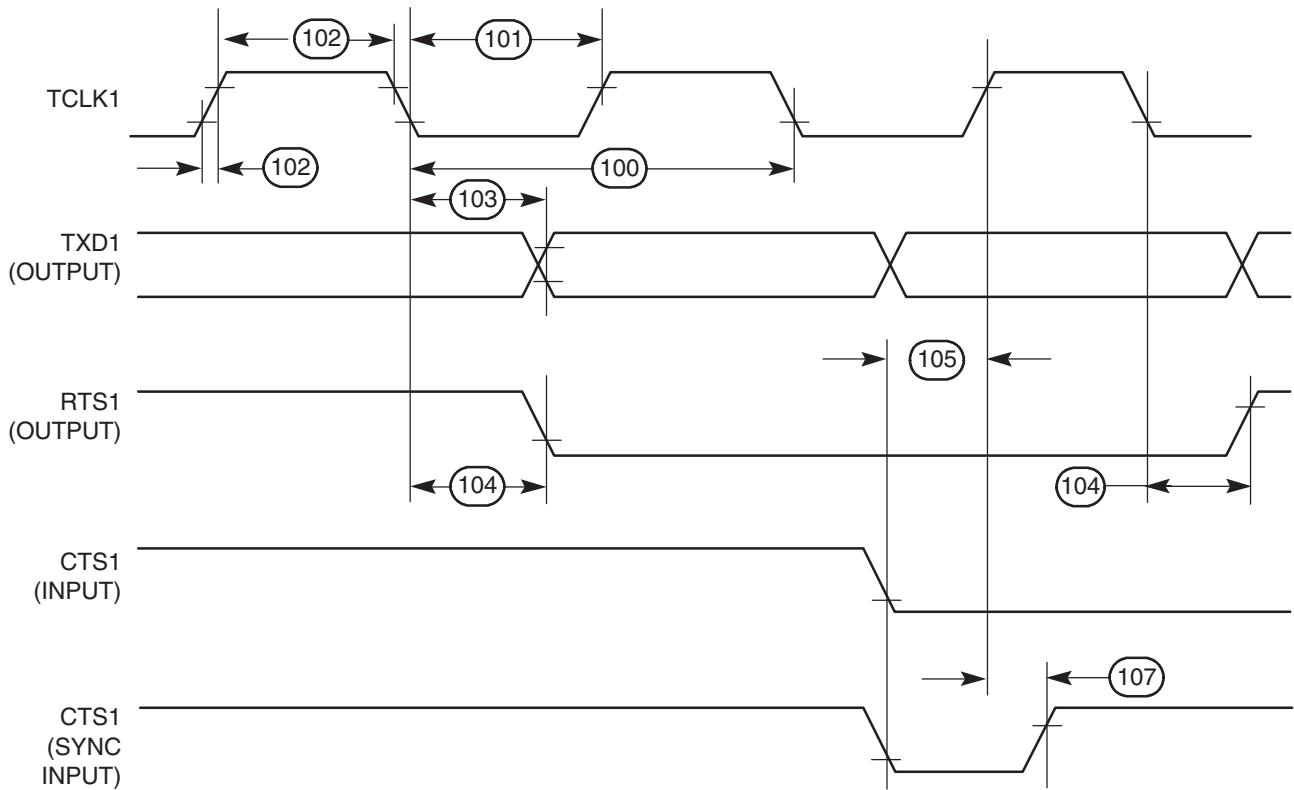 102
101
TCLK1
102
100
103
TXD1
(OUTPUT)
105
RTS1
(OUTPUT)
104
104
CTS1
(INPUT)
107
CTS1
(SYNC
INPUT)